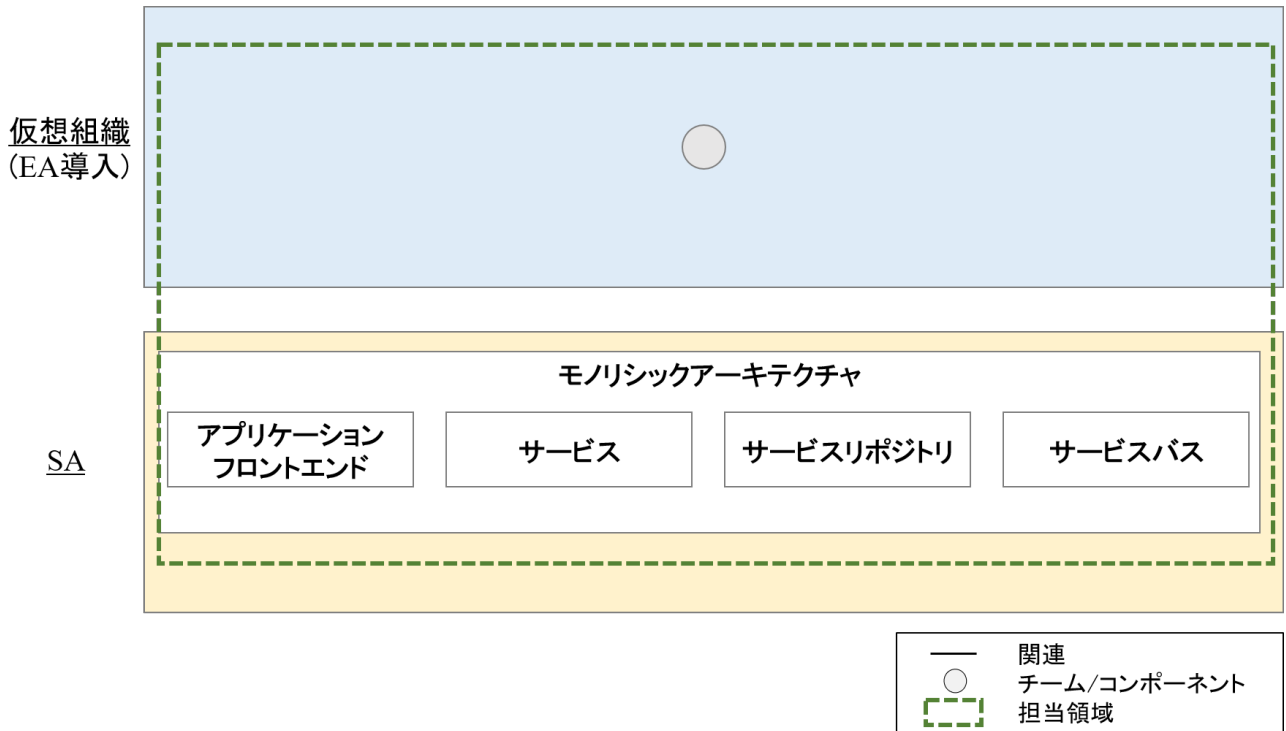 仮想組織
(EA導入)
モノリシックアーキテクチャ
アプリケーション
フロントエンド
サービス
サービスリポジトリ
サービスバス
SA
関連
チーム/コンポーネント
担当領域